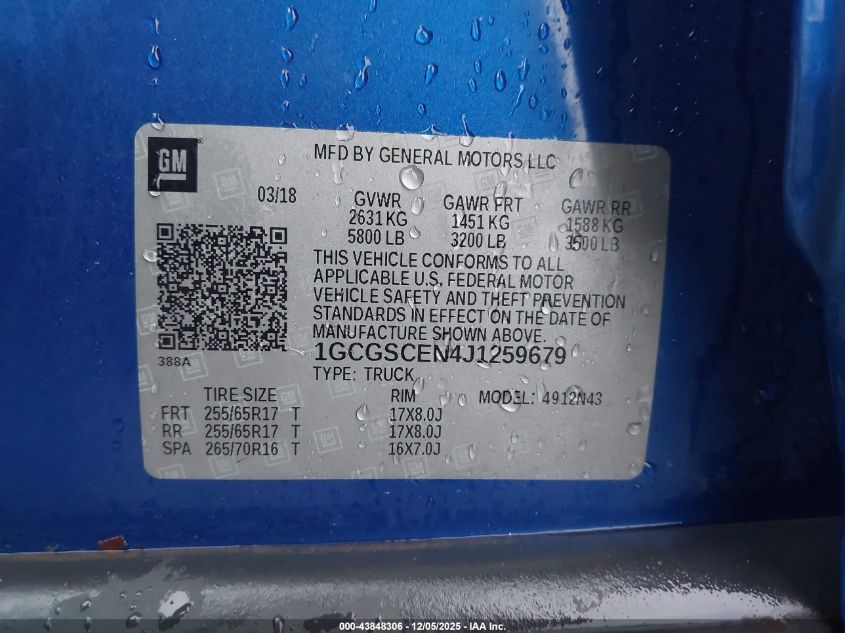 GM
MFD BY GENERAL MOTORS LLC
03/18
GVWR GAWR FRT GAWR RR
2631 KG 1451 KG 1588 KG
5800 LB 3200 LB 3500 LB
THIS VEHICLE CONFORMS TO ALL
APPLICABLE U.S. FEDERAL MOTOR
VEHICLE SAFETY AND THEFT PREVENTION
STANDARDS IN EFFECT ON THE DATE OF
MANUFACTURE SHOWN ABOVE.
388A
1GCGSCEN4J1259679
TYPE: TRUCK
TIRE SIZE RIM MODEL: 4912N43
FRT 255/65R17 T 17X8.0J
RR 255/65R17 T 17X8.0J
SPA 265/70R16 T 16X7.0J
000-43848306 - 12/05/2025 - IAA Inc.